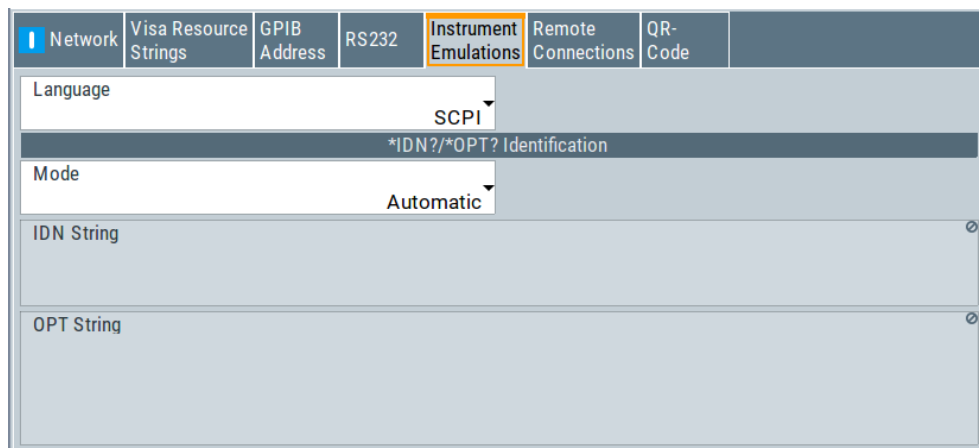 Network
Visa Resource
Strings
GPIB
Address
RS232
Instrument
Emulations
Remote
Connections
QR-
Code
Language
SCPI
*IDN?/*OPT? Identification
Mode
Automatic
IDN String
OPT String